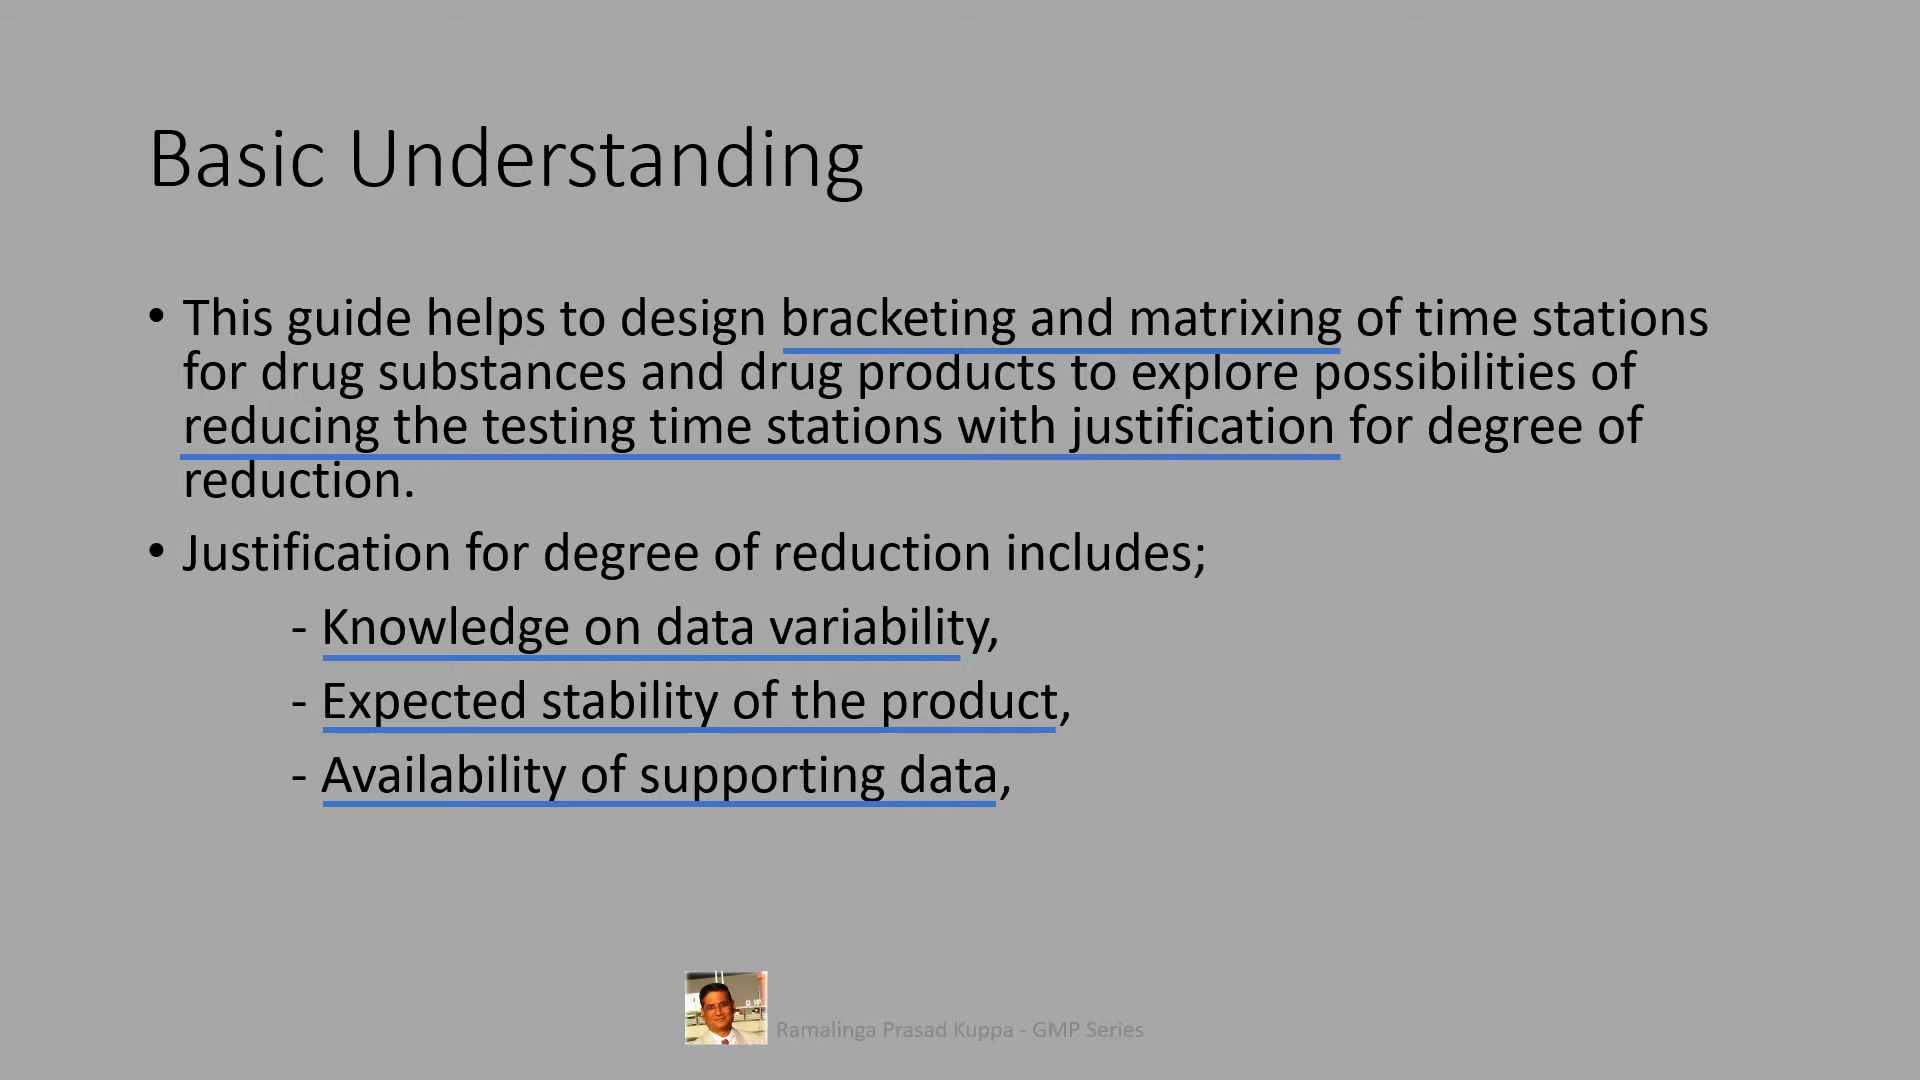 Basic Understanding
• This guide helps to design bracketing and matrixing of time stations
for drug substances and drug products to explore possibilities of
reducing the testing time stations with justification for degree of
reduction.
• Justification for degree of reduction includes;
- Knowledge on data variability,
- Expected stability of the product,
- Availability of supporting data,
Ramalinga Prasad Kuppa - GMP Series